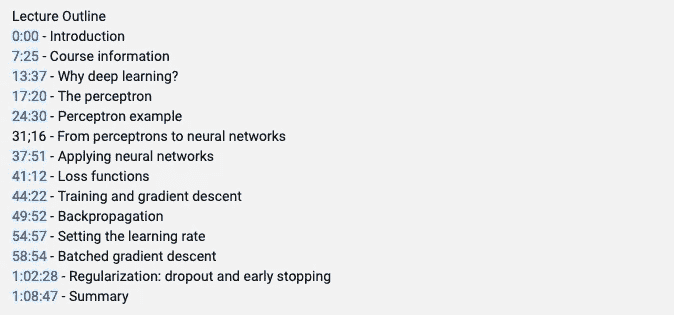 Lecture Outline
0:00 - Introduction
7:25 - Course information
13:37 - Why deep learning?
17:20 - The perceptron
24:30 - Perceptron example
31;16 - From perceptrons to neural networks
37:51 - Applying neural networks
41:12 - Loss functions
44:22 - Training and gradient descent
49:52 - Backpropagation
54:57 - Setting the learning rate
58:54 - Batched gradient descent
1:02:28 - Regularization: dropout and early stopping
1:08:47 - Summary